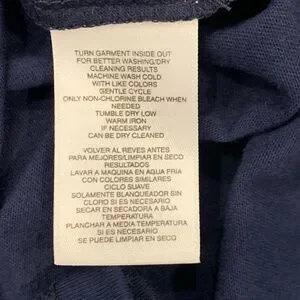 TURN GARMENT INSIDE OUT
FOR BETTER WASHING/DRY
CLEANING RESULTS
MACHINE WASH COLD
WITH LIKE COLORS
GENTLE CYCLE
ONLY NON-CHLORINE BLEACH WHEN
NEEDED
TUMBLE DRY LOW
WARM IRON
IF NECESSARY
CAN BE DRY CLEANED
VOLVER AL REVES ANTES
PARA MEJORES/LIMPIAR EN SECO
RESULTADOS
LAVAR A MAQUINA EN AGUA FRIA
CON COLORES SIMILARES
CICLO SUAVE
SOLAMENTE BLANQUEADOR SIN
CLORO SI ES NECESARIO
SECAR EN SECADORA A BAJA
TEMPERATURA
PLANCHAR A MEDIA TEMPERATURA
SI ES NECESARIO
SE PUEDE LIMPIAR EN SECO